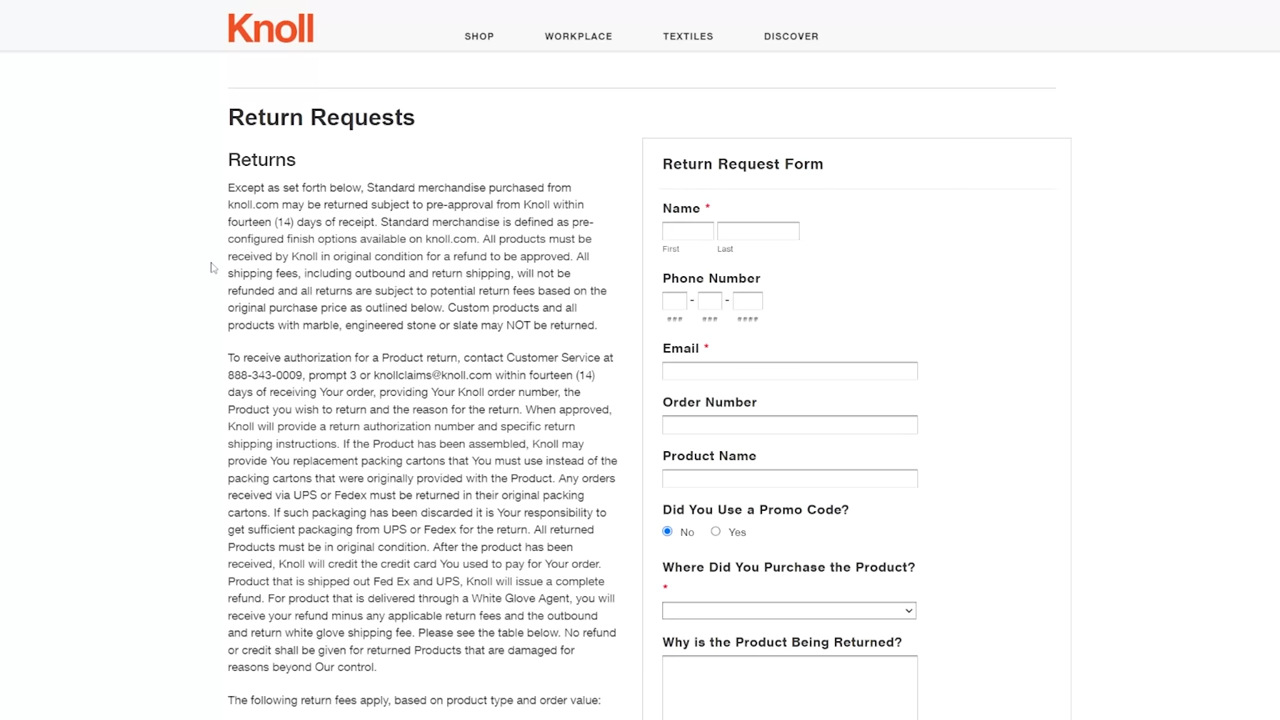 Knoll
SHOP WORKPLACE TEXTILES DISCOVER
Return Requests
Returns
Except as set forth below, Standard merchandise purchased from
knoll.com may be returned subject to pre-approval from Knoll within
fourteen (14) days of receipt. Standard merchandise is defined as pre-
configured finish options available on knoll.com. All products must be
received by Knoll in original condition for a refund to be approved. All
shipping fees, including outbound and return shipping, will not be
refunded and all returns are subject to potential return fees based on the
original purchase price as outlined below. Custom products and all
products with marble, engineered stone or slate may NOT be returned.
To receive authorization for a Product return, contact Customer Service at
888-343-0009, prompt 3 or knollclaims@knoll.com within fourteen (14)
days of receiving Your order, providing Your Knoll order number, the
Product you wish to return and the reason for the return. When approved,
Knoll will provide a return authorization number and specific return
shipping instructions. If the Product has been assembled, Knoll may
provide You replacement packing cartons that You must use instead of the
packing cartons that were originally provided with the Product. Any orders
received via UPS or Fedex must be returned in their original packing
cartons. If such packaging has been discarded it is Your responsibility to
get sufficient packaging from UPS or Fedex for the return. All returned
Products must be in original condition. After the product has been
received, Knoll will credit the credit card You used to pay for Your order.
Product that is shipped out Fed Ex and UPS, Knoll will issue a complete
refund. For product that is delivered through a White Glove Agent, you will
receive your refund minus any applicable return fees and the outbound
and return white glove shipping fee. Please see the table below. No refund
or credit shall be given for returned Products that are damaged for
reasons beyond Our control.
The following return fees apply, based on product type and order value:
Return Request Form
Name *
First Last
Phone Number
- -
### ### ####
Email *
Order Number
Product Name
Did You Use a Promo Code?
No Yes
Where Did You Purchase the Product?
*
Why is the Product Being Returned?